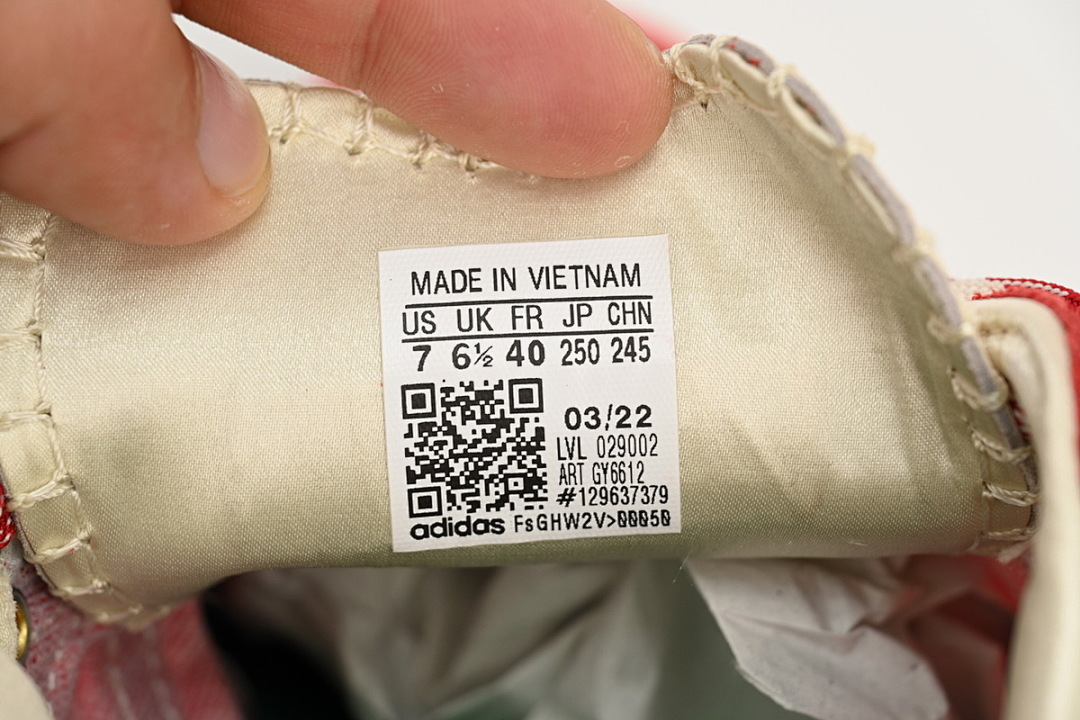 MADE IN VIETNAM
US UK FR JP CHN
7 6½ 40 250 245
03/22
LVL 029002
ART GY6612
#129637379
adidas FsGHW2V>00050